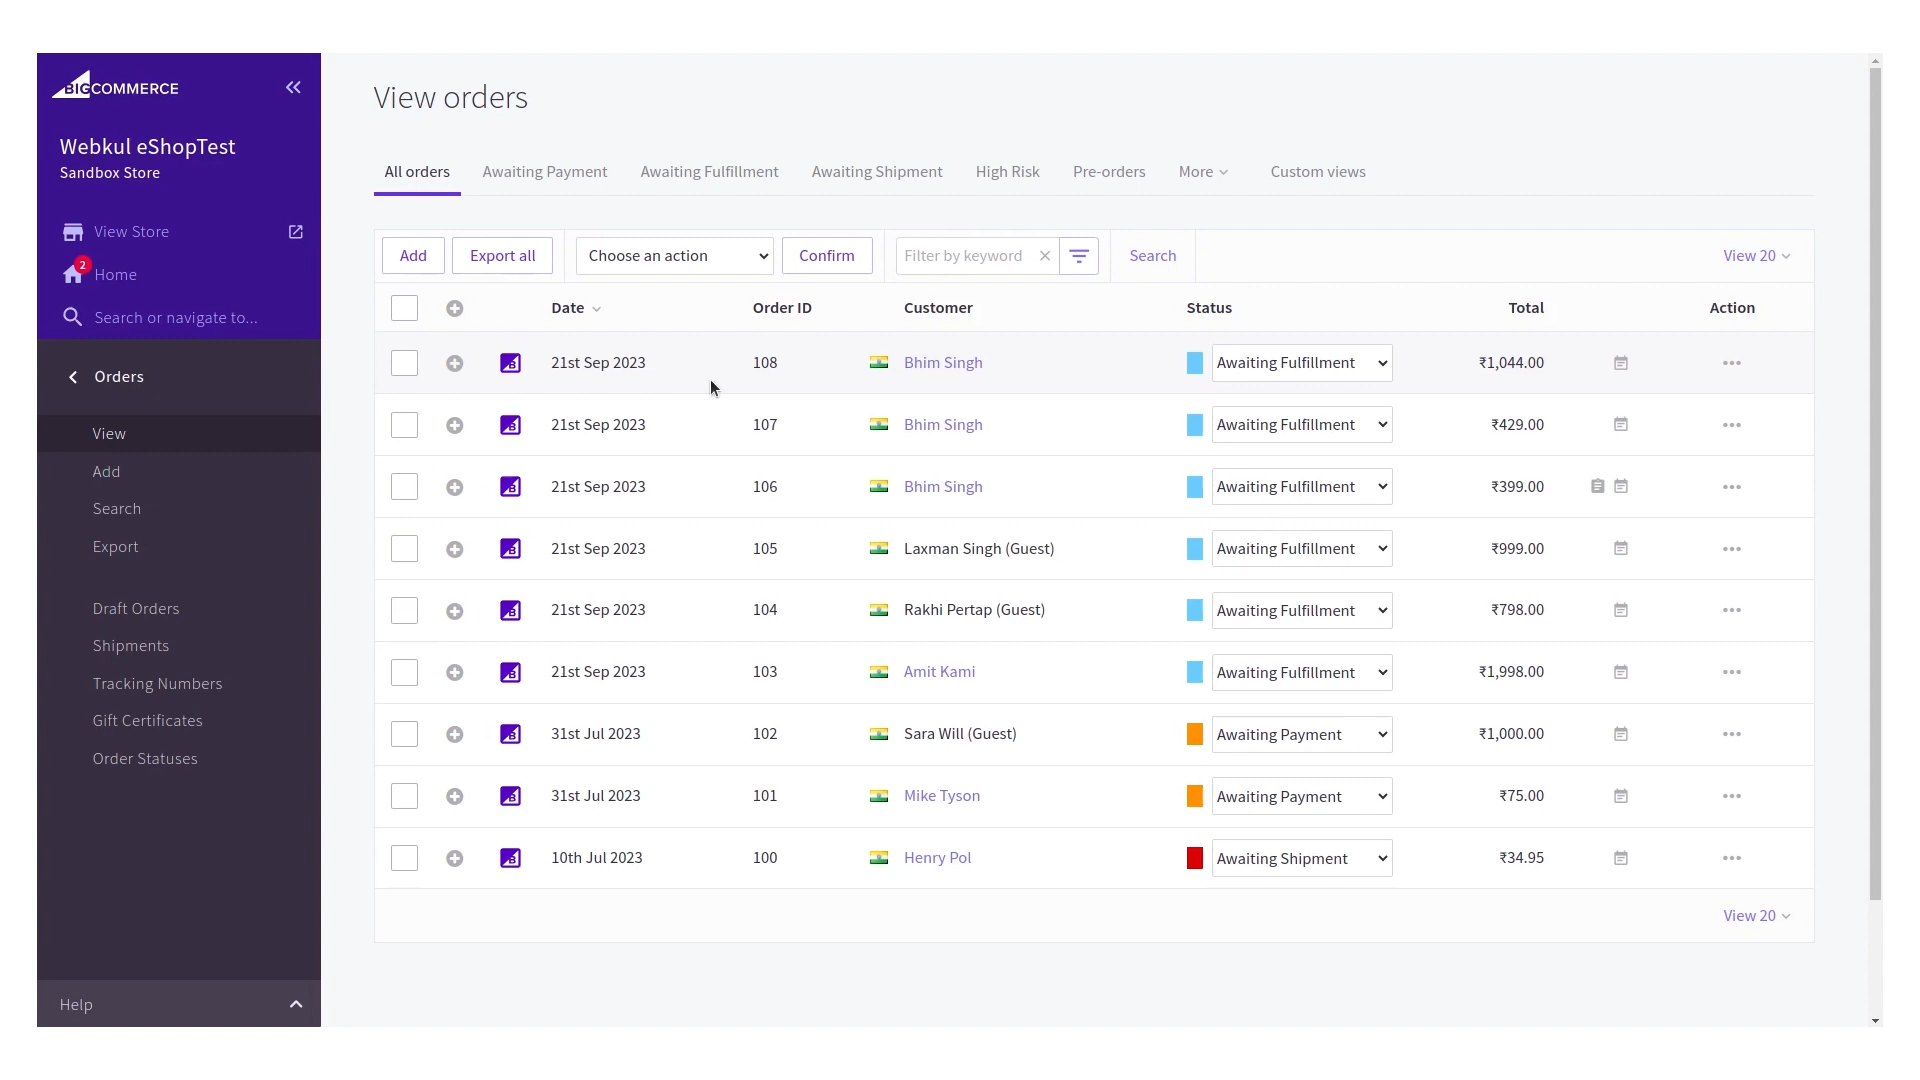 BIGCOMMERCE
Webkul eShopTest
Sandbox Store
View Store
2
Home
Search or navigate to...
Orders
View
Add
Search
Export
Draft Orders
Shipments
Tracking Numbers
Gift Certificates
Order Statuses
Help
View orders
All orders Awaiting Payment Awaiting Fulfillment Awaiting Shipment High Risk Pre-orders More Custom views
Add Export all Choose an action Confirm Filter by keyword Search View 20
Date Order ID Customer Status Total Action
21st Sep 2023 108 Bhim Singh Awaiting Fulfillment ₹1,044.00
21st Sep 2023 107 Bhim Singh Awaiting Fulfillment ₹429.00
21st Sep 2023 106 Bhim Singh Awaiting Fulfillment ₹399.00
21st Sep 2023 105 Laxman Singh (Guest) Awaiting Fulfillment ₹999.00
21st Sep 2023 104 Rakhi Pertap (Guest) Awaiting Fulfillment ₹798.00
21st Sep 2023 103 Amit Kami Awaiting Fulfillment ₹1,998.00
31st Jul 2023 102 Sara Will (Guest) Awaiting Payment ₹1,000.00
31st Jul 2023 101 Mike Tyson Awaiting Payment ₹75.00
10th Jul 2023 100 Henry Pol Awaiting Shipment ₹34.95
View 20